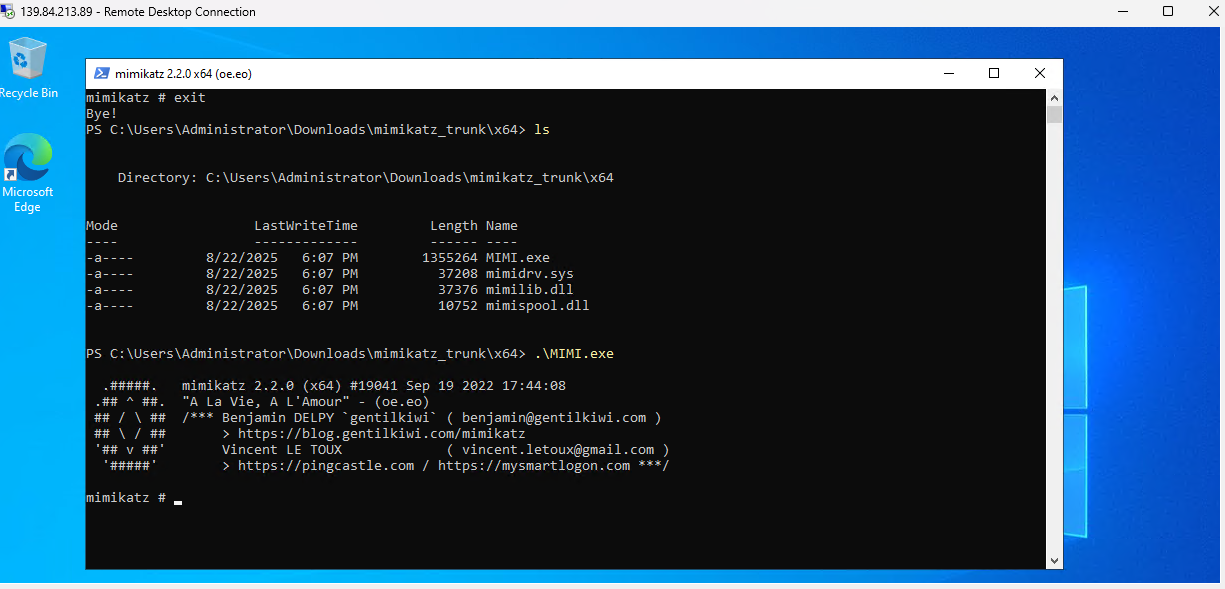 139.84.213.89 - Remote Desktop Connection
Recycle Bin
Microsoft
Edge
mimikatz 2.2.0 x64 (oe.eo)
mimikatz # exit
Bye!
PS C:\Users\Administrator\Downloads\mimikatz_trunk\x64> ls
Directory: C:\Users\Administrator\Downloads\mimikatz_trunk\x64
Mode                 LastWriteTime         Length Name
----                 -------------         ------ ----
-a----         8/22/2025   6:07 PM        1355264 MIMI.exe
-a----         8/22/2025   6:07 PM          37208 mimidrv.sys
-a----         8/22/2025   6:07 PM          37376 mimilib.dll
-a----         8/22/2025   6:07 PM          10752 mimispool.dll
PS C:\Users\Administrator\Downloads\mimikatz_trunk\x64> .\MIMI.exe
  .#####.   mimikatz 2.2.0 (x64) #19041 Sep 19 2022 17:44:08
 .## ^ ##.  "A La Vie, A L'Amour" - (oe.eo)
 ## / \ ##  /*** Benjamin DELPY `gentilkiwi` ( benjamin@gentilkiwi.com )
 ## \ / ##       > https://blog.gentilkiwi.com/mimikatz
 '## v ##'       Vincent LE TOUX             ( vincent.letoux@gmail.com )
  '#####'        > https://pingcastle.com / https://mysmartlogon.com ***/
mimikatz # _